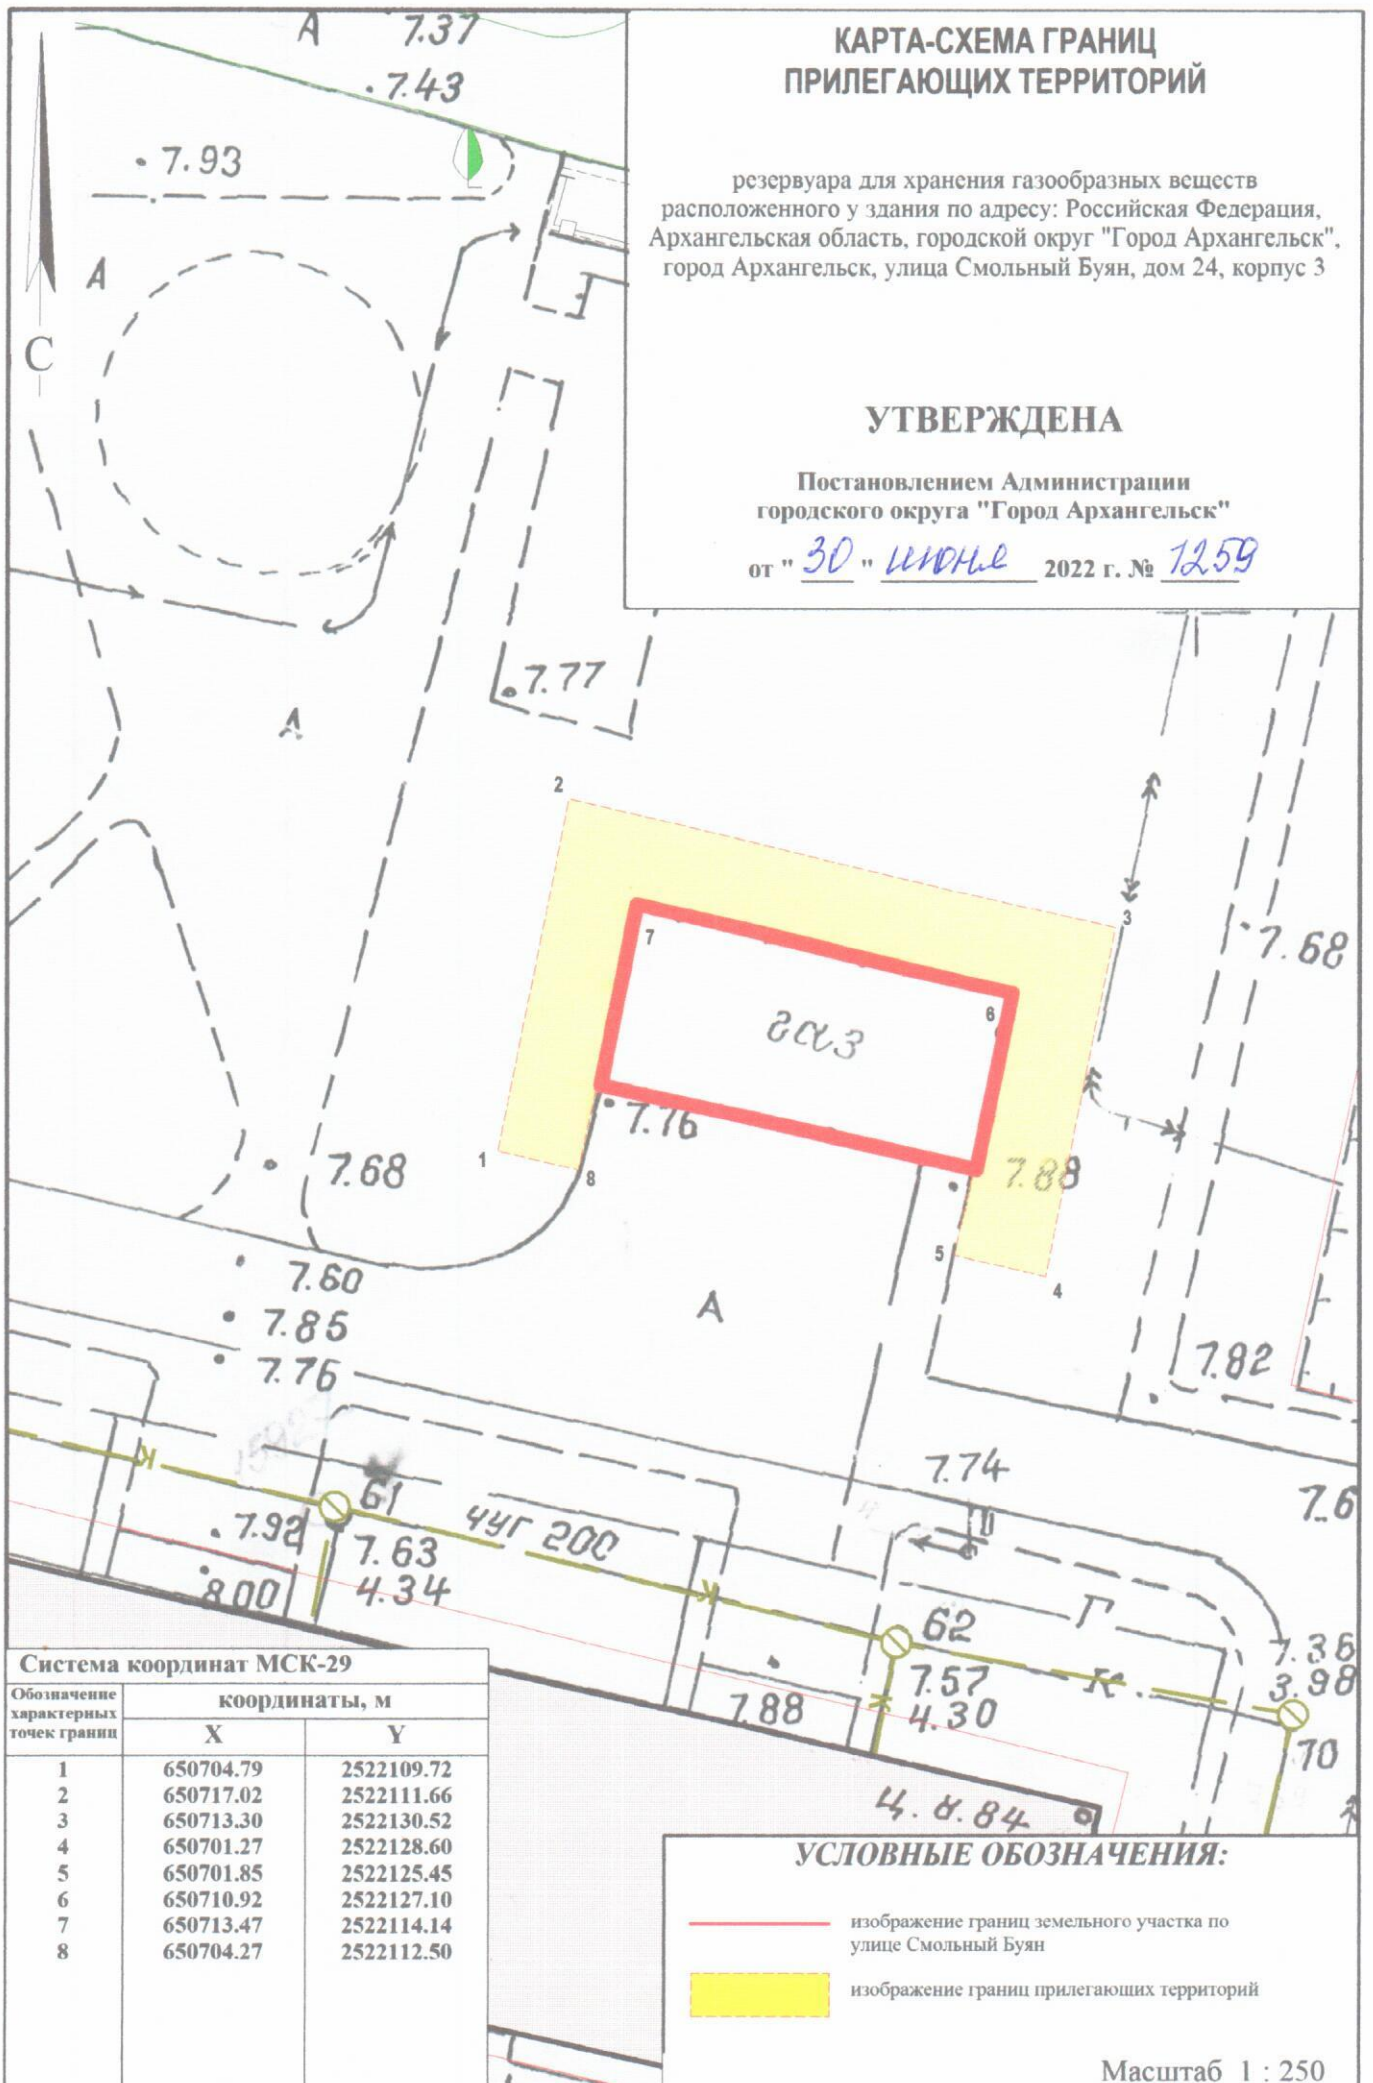 КАРТА-СХЕМА ГРАНИЦ
ПРИЛЕГАЮЩИХ ТЕРРИТОРИЙ
резервуара для хранения газообразных веществ
расположенного у здания по адресу: Российская Федерация,
Архангельская область, городской округ "Город Архангельск",
город Архангельск, улица Смольный Буян, дом 24, корпус 3
УТВЕРЖДЕНА
Постановлением Администрации
городского округа "Город Архангельск"
от "30" июня 2022 г. № 1259
А 7.37
7.43
7.93
А
С
7.77
А
2
3
7.68
7
6
газ
7.76
1
7.68
8
7.88
5
4
7.60
А
7.85
7.76
7.82
7.74
7.6
К
61
7.92
7.63
4.34
8.00
чуг 200
К
П
Г
62
7.57
4.30
К
7.36
3.98
70
7.88
К
Система координат МСК-29
Обозначение характерных точек границ
координаты, м
X Y
1 650704.79 2522109.72
2 650717.02 2522111.66
3 650713.30 2522130.52
4 650701.27 2522128.60
5 650701.85 2522125.45
6 650710.92 2522127.10
7 650713.47 2522114.14
8 650704.27 2522112.50
УСЛОВНЫЕ ОБОЗНАЧЕНИЯ:
изображение границ земельного участка по
улице Смольный Буян
изображение границ прилегающих территорий
Масштаб 1 : 250